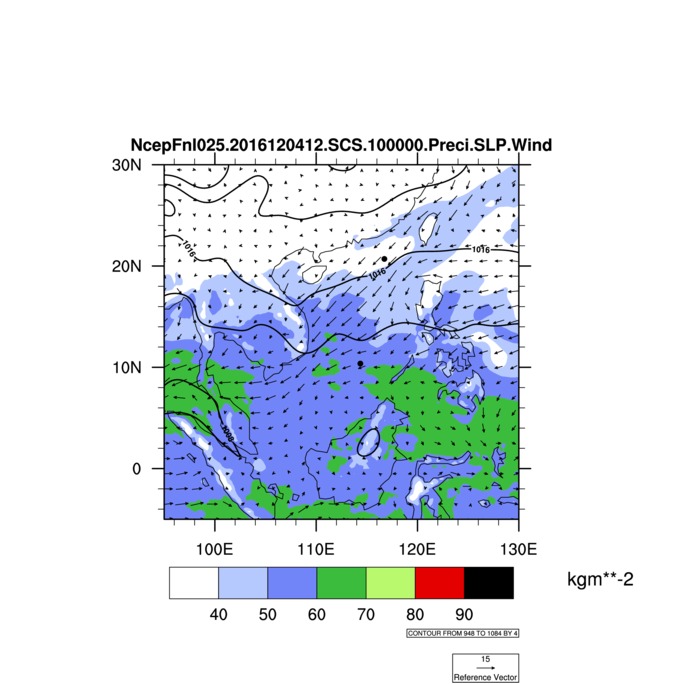 NcepFnl025.2016120412.SCS.100000.Preci.SLP.Wind
30N
20N
10N
0
1016
1016
1016
1008
100E 110E 120E 130E
kgm**-2
40 50 60 70 80 90
CONTOUR FROM 948 TO 1084 BY 4
15
Reference Vector